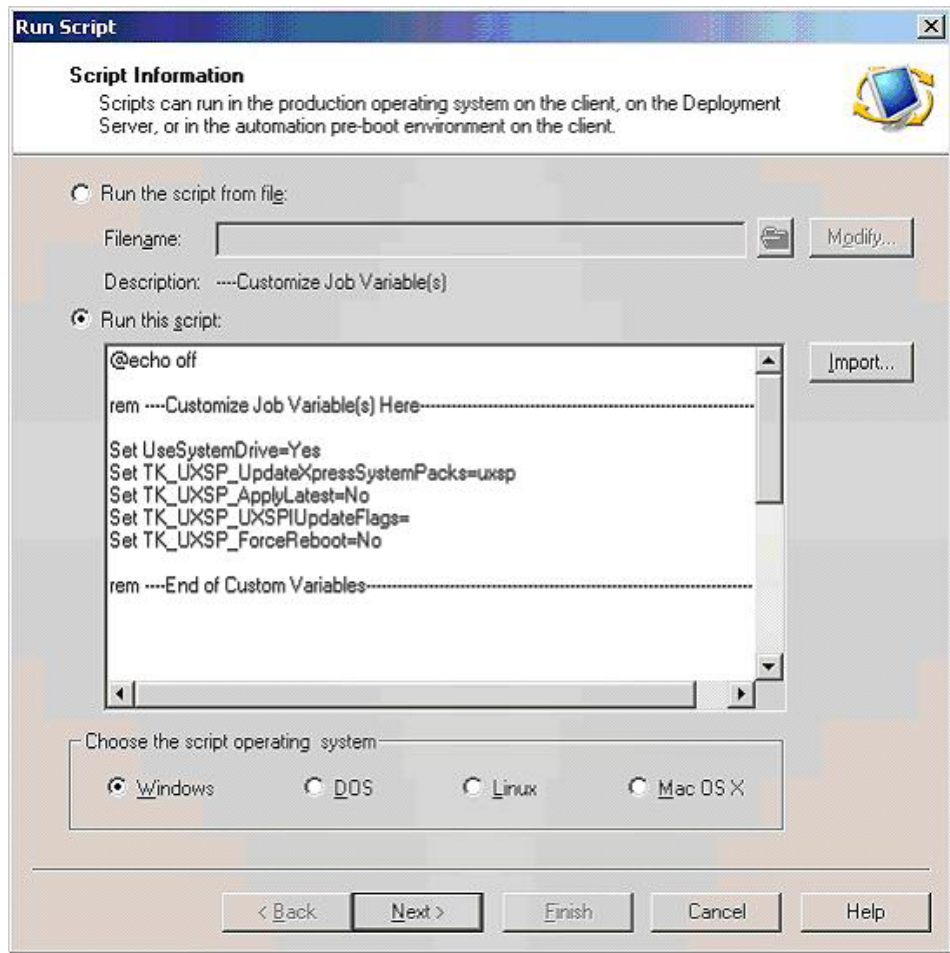 Run Script
Script Information
Scripts can run in the production operating system on the client, on the Deployment
Server, or in the automation pre-boot environment on the client.
Run the script from file:
Filename:
Modify...
Description: ----Customize Job Variable(s)
Run this script:
@echo off
Import...
rem ----Customize Job Variable(s) Here--------------------------------------------------------------------
Set UseSystemDrive=Yes
Set TK_UXSP_UpdateXpressSystemPacks=uxsp
Set TK_UXSP_ApplyLatest=No
Set TK_UXSP_UXSPIUpdateFlags=
Set TK_UXSP_ForceReboot=No
rem ----End of Custom Variables-------------------------------------------------------------------------------
Choose the script operating system
Windows DOS Linux Mac OS X
< Back Next > Finish Cancel Help